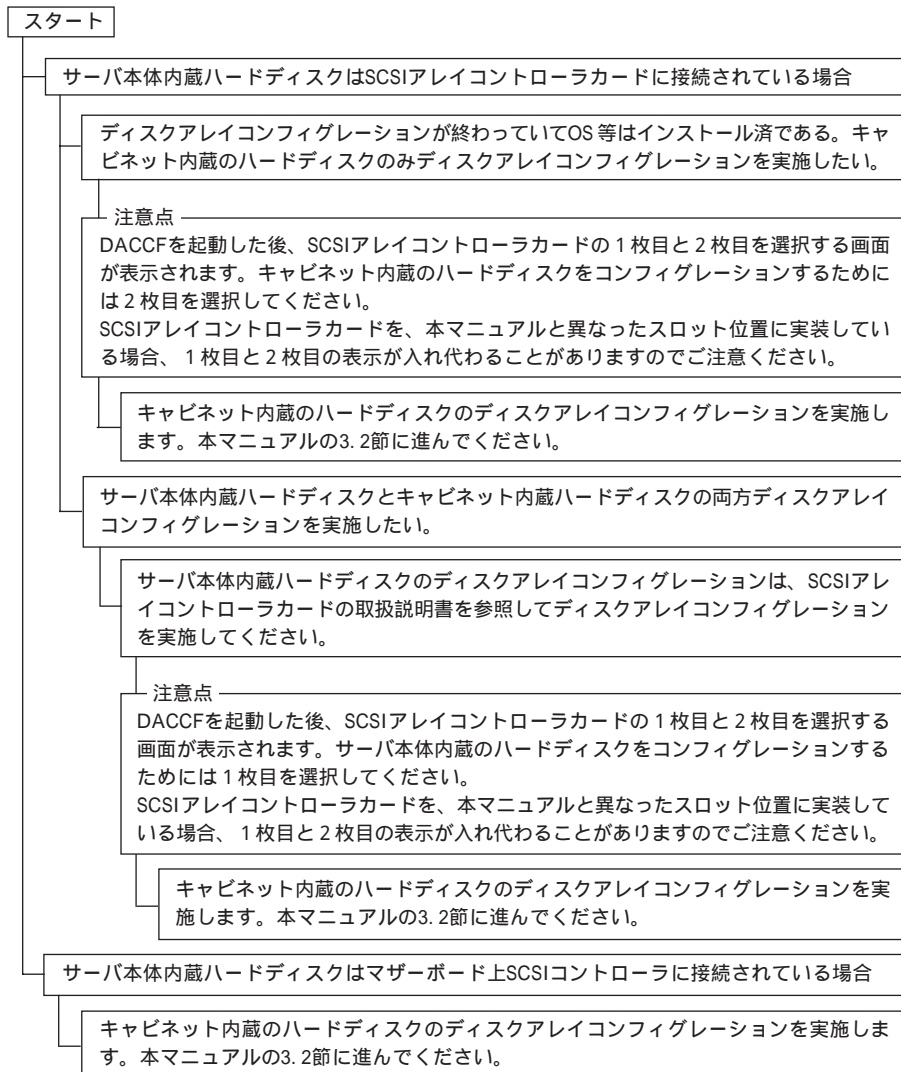 スタート
サーバ本体内蔵ハードディスクはSCSIアレイコントローラカードに接続されている場合
ディスクアレイコンフィグレーションが終わっていてOS等はインストール済である。キャ
ビネット内蔵のハードディスクのみディスクアレイコンフィグレーションを実施したい。
注意点
DACCFを起動した後、SCSIアレイコントローラカードの1枚目と2枚目を選択する画面
が表示されます。キャビネット内蔵のハードディスクをコンフィグレーションするために
は2枚目を選択してください。
SCSIアレイコントローラカードを、本マニュアルと異なったスロット位置に実装してい
る場合、1枚目と2枚目の表示が入れ代わることがありますのでご注意ください。
キャビネット内蔵のハードディスクのディスクアレイコンフィグレーションを実施し
ます。本マニュアルの3.2節に進んでください。
サーバ本体内蔵ハードディスクとキャビネット内蔵ハードディスクの両方ディスクアレイ
コンフィグレーションを実施したい。
サーバ本体内蔵ハードディスクのディスクアレイコンフィグレーションは、SCSIアレ
イコントローラカードの取扱説明書を参照してディスクアレイコンフィグレーション
を実施してください。
注意点
DACCFを起動した後、SCSIアレイコントローラカードの1枚目と2枚目を選択する
画面が表示されます。サーバ本体内蔵のハードディスクをコンフィグレーションする
ためには1枚目を選択してください。
SCSIアレイコントローラカードを、本マニュアルと異なったスロット位置に実装して
いる場合、1枚目と2枚目の表示が入れ代わることがありますのでご注意ください。
キャビネット内蔵のハードディスクのディスクアレイコンフィグレーションを実
施します。本マニュアルの3.2節に進んでください。
サーバ本体内蔵ハードディスクはマザーボード上SCSIコントローラに接続されている場合
キャビネット内蔵のハードディスクのディスクアレイコンフィグレーションを実施しま
す。本マニュアルの3.2節に進んでください。